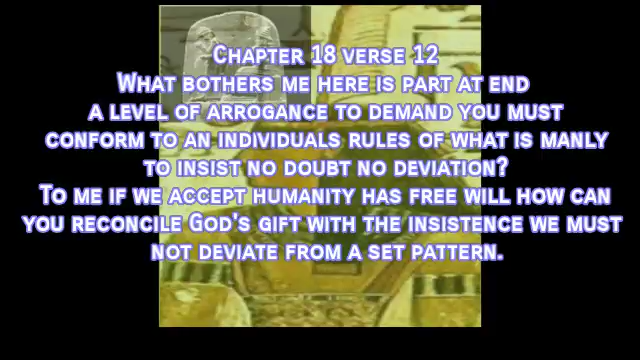 Chapter 18 verse 12
What bothers me here is part at end
a level of arrogance to demand you must
conform to an individuals rules of what is manly
to insist no doubt no deviation?
To me if we accept humanity has free will how can
you reconcile God's gift with the insistence we must
not deviate from a set pattern.